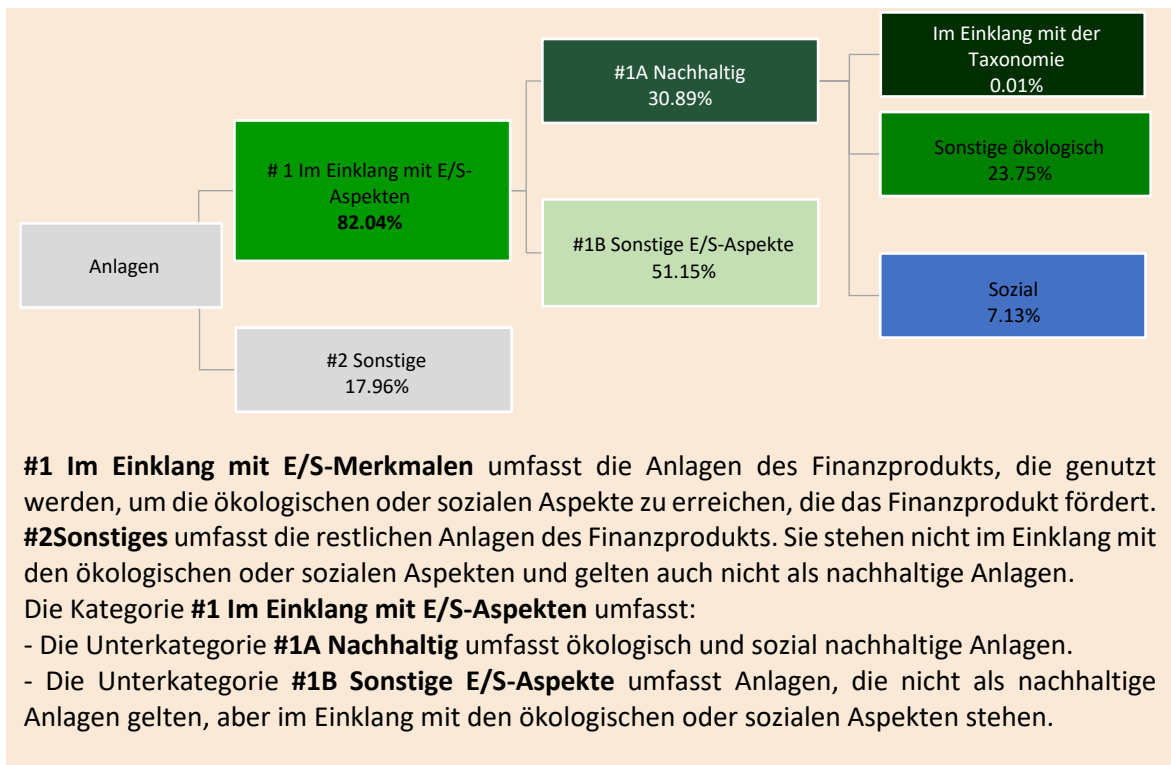 Anlagen
# 1 Im Einklang mit E/S-
Aspekten
82.04%
#2 Sonstige
17.96%
#1A Nachhaltig
30.89%
#1B Sonstige E/S-Aspekte
51.15%
Im Einklang mit der
Taxonomie
0.01%
Sonstige ökologisch
23.75%
Sozial
7.13%
#1 Im Einklang mit E/S-Merkmalen umfasst die Anlagen des Finanzprodukts, die genutzt
werden, um die ökologischen oder sozialen Aspekte zu erreichen, die das Finanzprodukt fördert.
#2Sonstiges umfasst die restlichen Anlagen des Finanzprodukts. Sie stehen nicht im Einklang mit
den ökologischen oder sozialen Aspekten und gelten auch nicht als nachhaltige Anlagen.
Die Kategorie #1 Im Einklang mit E/S-Aspekten umfasst:
- Die Unterkategorie #1A Nachhaltig umfasst ökologisch und sozial nachhaltige Anlagen.
- Die Unterkategorie #1B Sonstige E/S-Aspekte umfasst Anlagen, die nicht als nachhaltige
Anlagen gelten, aber im Einklang mit den ökologischen oder sozialen Aspekten stehen.